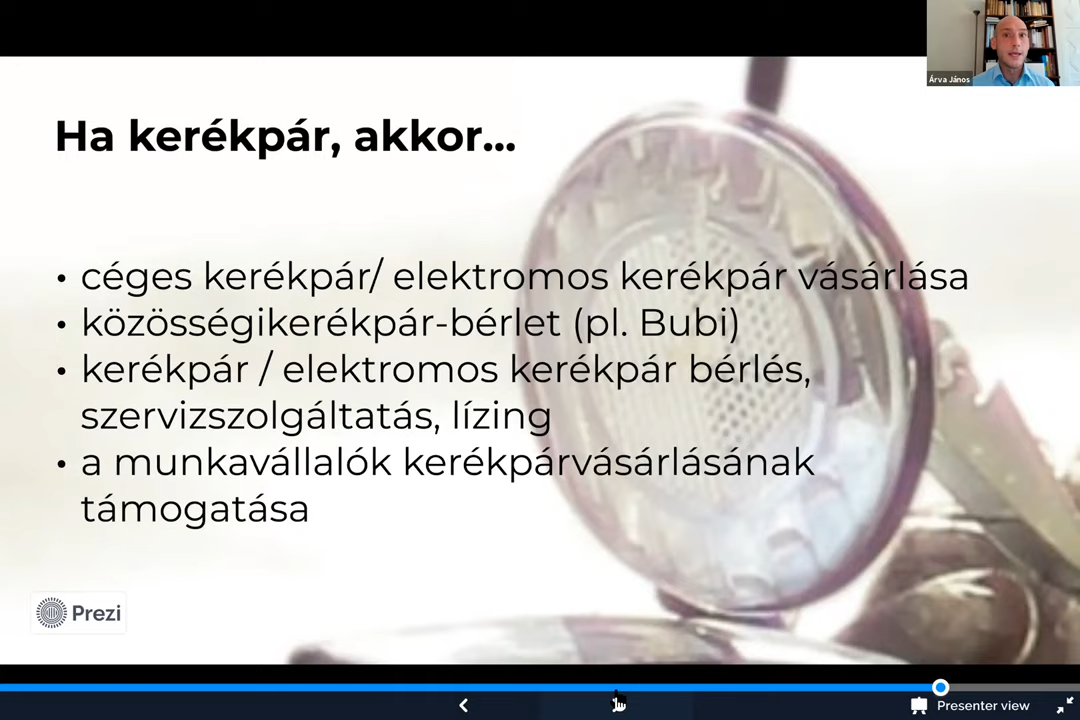 Árva János
Ha kerékpár, akkor...
• céges kerékpár/ elektromos kerékpár vásárlása
• közösségikerékpár-bérlet (pl. Bubi)
• kerékpár / elektromos kerékpár bérlés,
szervizszolgáltatás, lízing
• a munkavállalók kerékpárvásárlásának
támogatása
Prezi
Presenter view